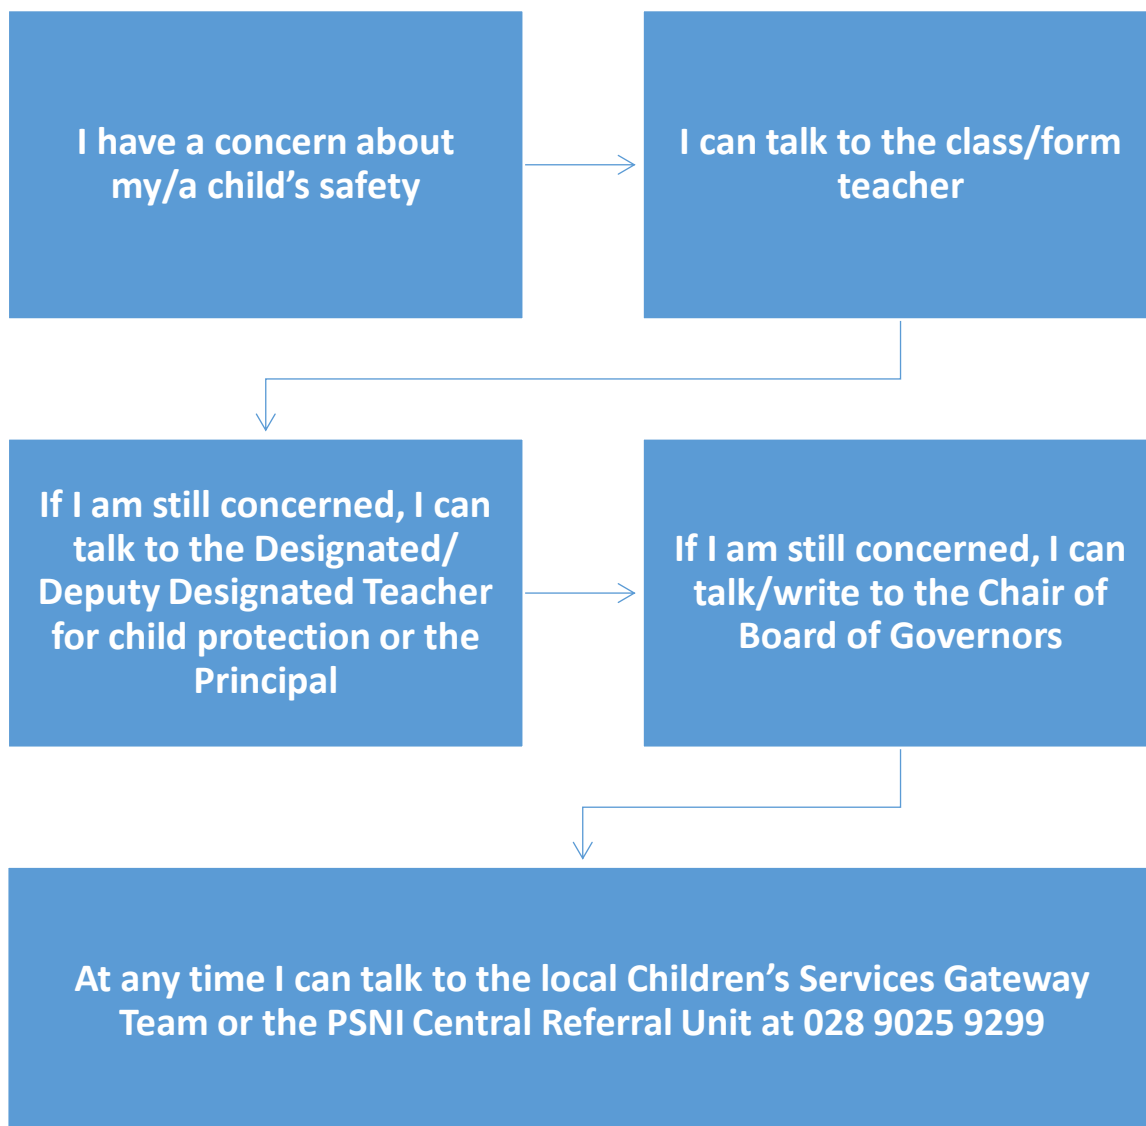 I have a concern about
my/a child’s safety
I can talk to the class/form
teacher
If I am still concerned, I can
talk to the Designated/
Deputy Designated Teacher
for child protection or the
Principal
If I am still concerned, I can
talk/write to the Chair of
Board of Governors
At any time I can talk to the local Children’s Services Gateway
Team or the PSNI Central Referral Unit at 028 9025 9299